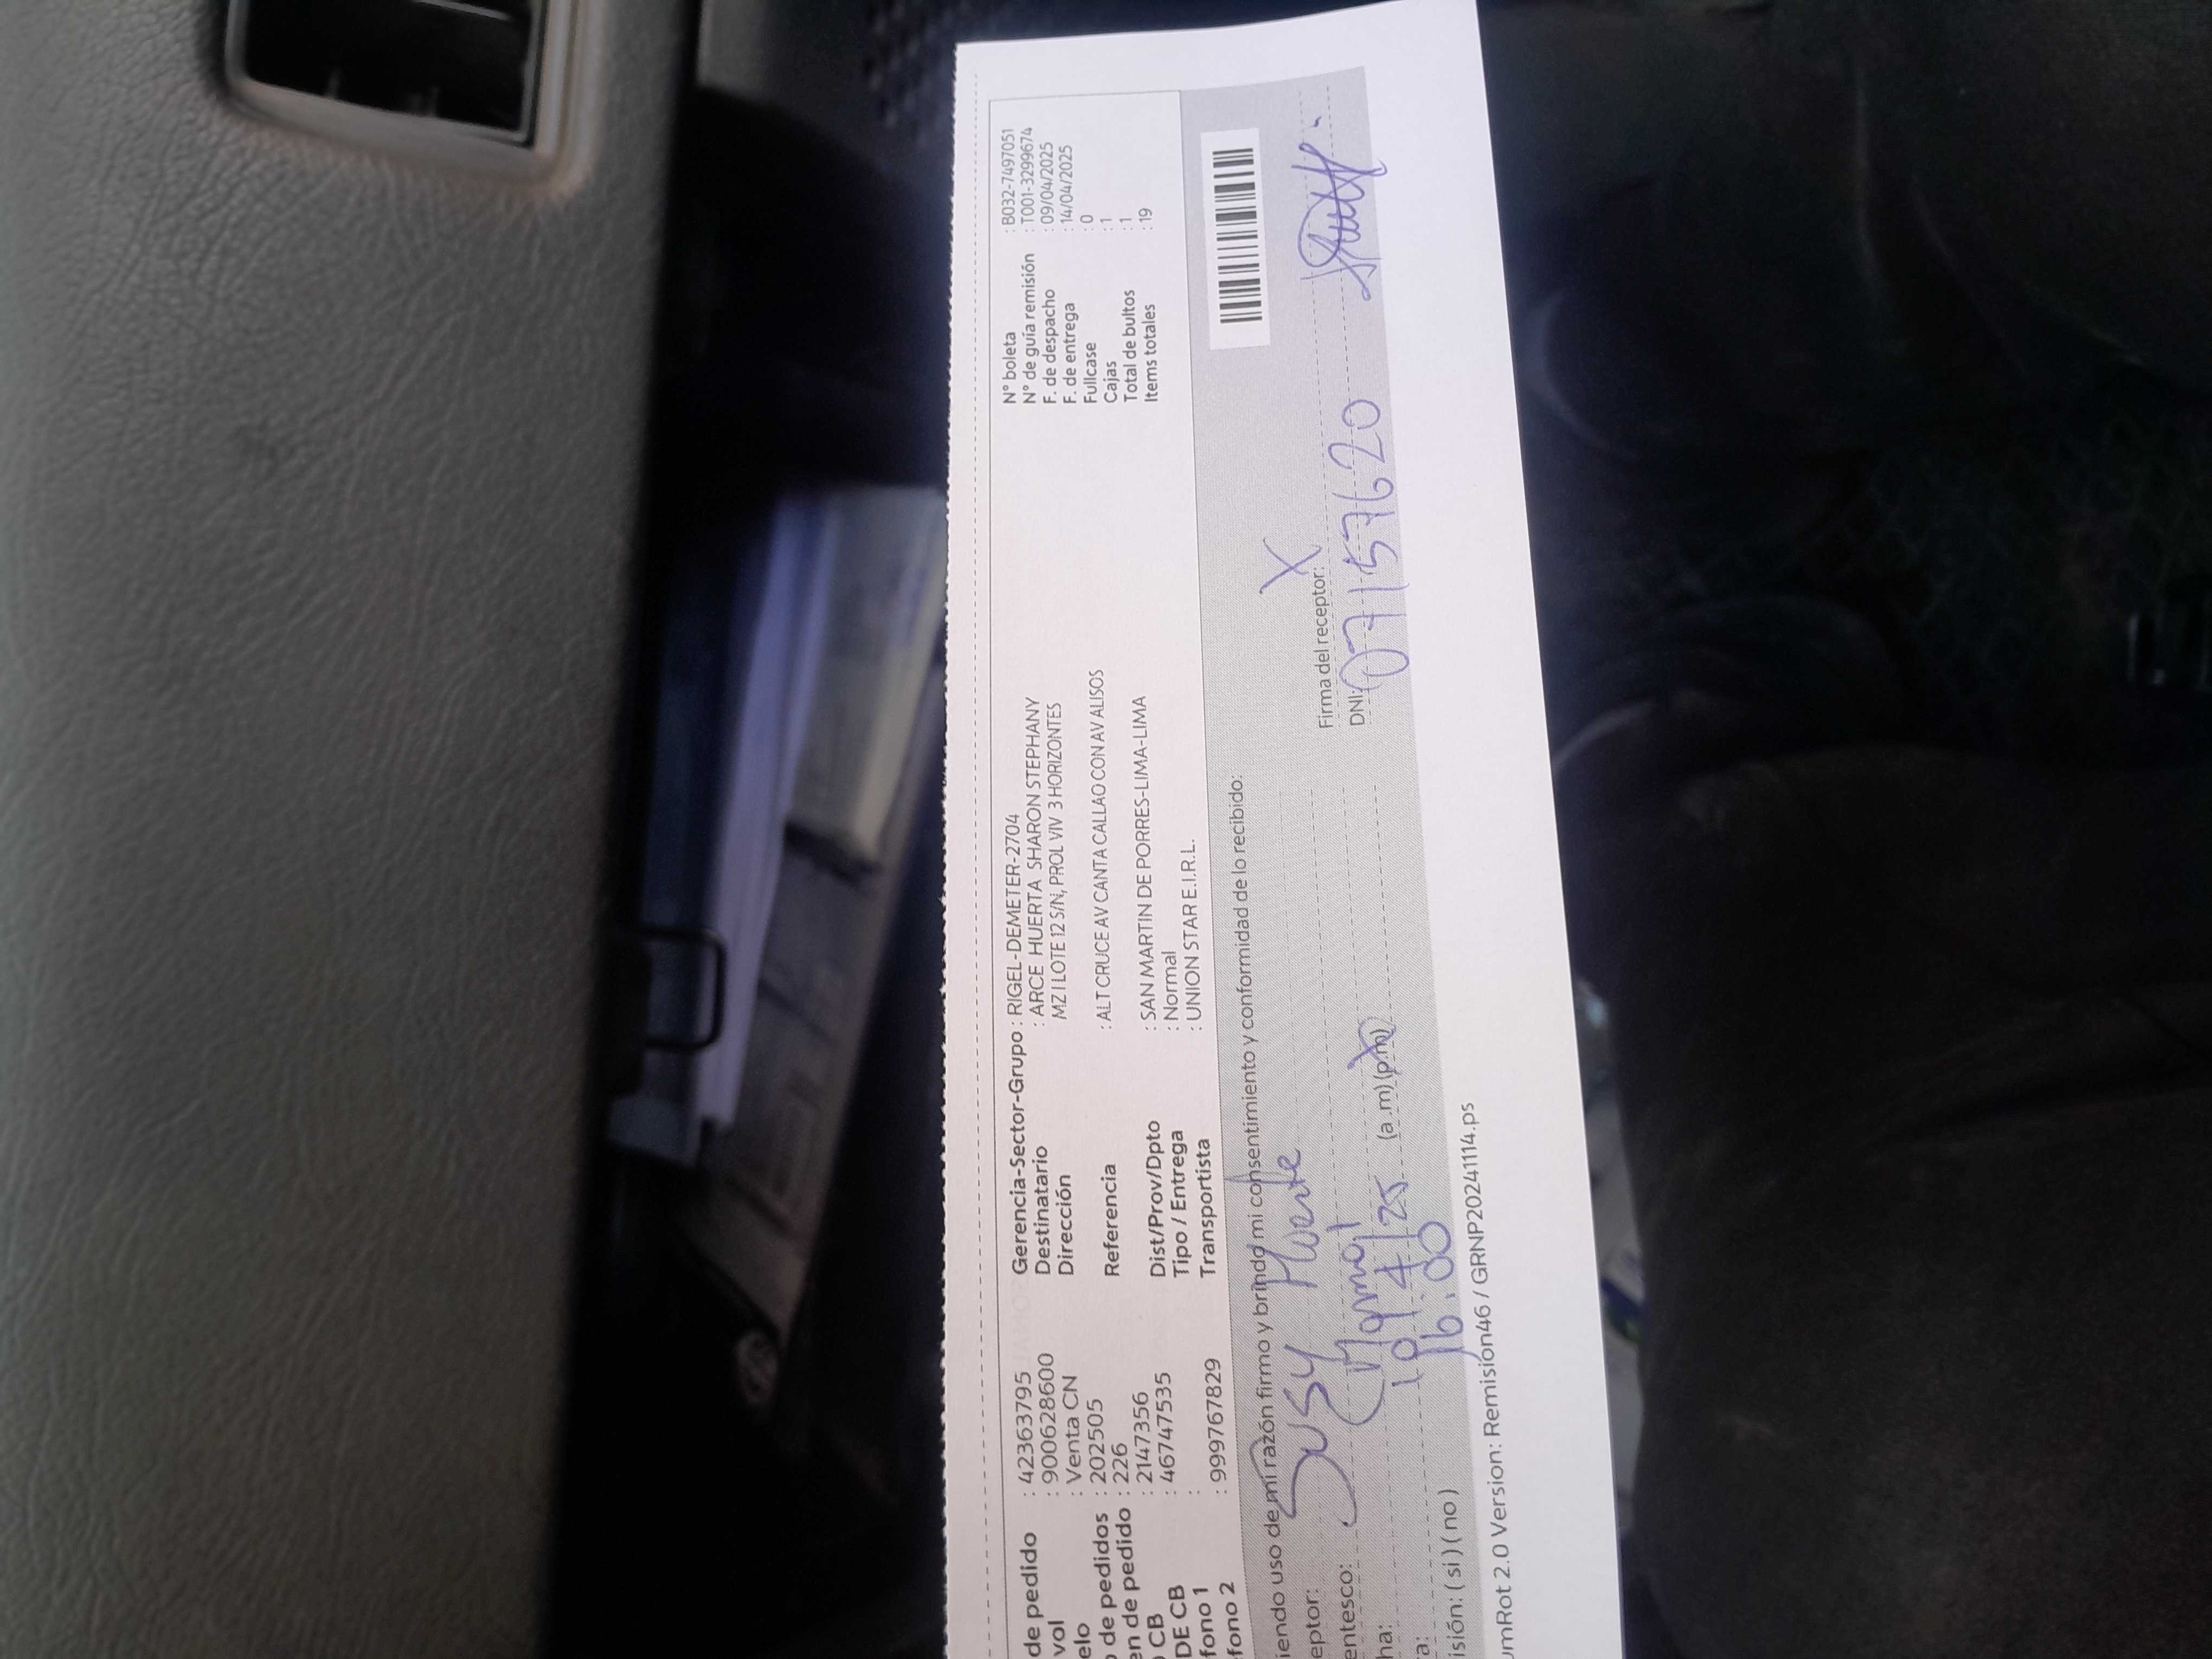 de pedido : 42363795
vol : 900628600
elo : Venta CN
de pedidos : 202505
en de pedido : 226
CB : 2147356
DE CB : 46747535
fono 1 :
fono 2 : 999767829
Gerencia-Sector-Grupo : RIGEL-DEMETER-2704
Destinatario : ARCE HUERTA SHARON STEPHANY
Dirección MZ I LOTE 12 S/N, PROL VIV 3 HORIZONTES
Referencia : ALT CRUCE AV CANTA CALLAO CON AV ALISOS
Dist/Prov/Dpto : SAN MARTIN DE PORRES-LIMA-LIMA
Tipo / Entrega : Normal
Transportista : UNION STAR E.I.R.L.
N° boleta : B032-7497051
N° de guía remisión : T001-3299674
F. de despacho : 09/04/2025
F. de entrega : 14/04/2025
Fullcase : 0
Cajas : 1
Total de bultos : 1
Items totales : 19
iendo uso de mi razón firmo y brindo mi consentimiento y conformidad de lo recibido:
eptor: Susy
entesco: (mamá)
ha: 10/4/25
a: 16:00 (a.m) (p.m)
isión: ( si ) ( no )
Firma del receptor: X
DNI: 07157620
umRot 2.0 Version: Remision46 / GRNP20241114.ps